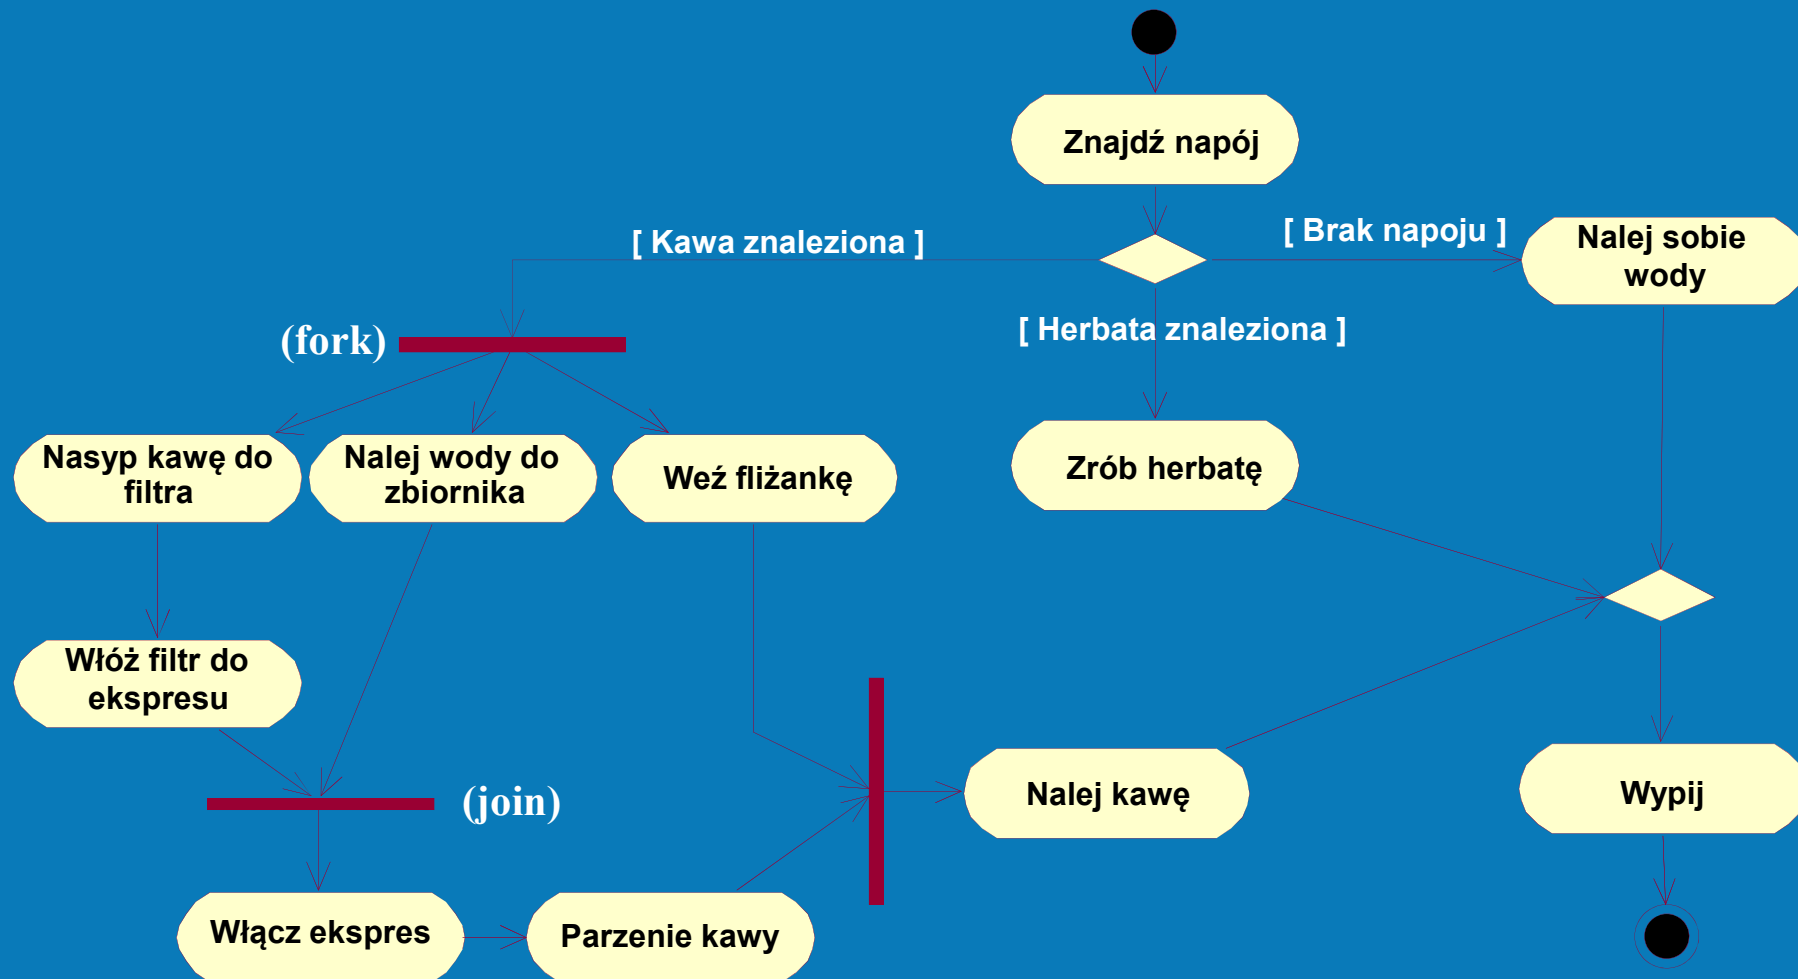 Znajdź napój
[ Kawa znaleziona ]
[ Brak napoju ]
Nalej sobie
wody
(fork)
[ Herbata znaleziona ]
Nasyp kawę do
filtra
Nalej wody do
zbiornika
Weź fliżankę
Zrób herbatę
Włóż filtr do
ekspresu
(join)
Nalej kawę
Wypij
Włącz ekspres
Parzenie kawy